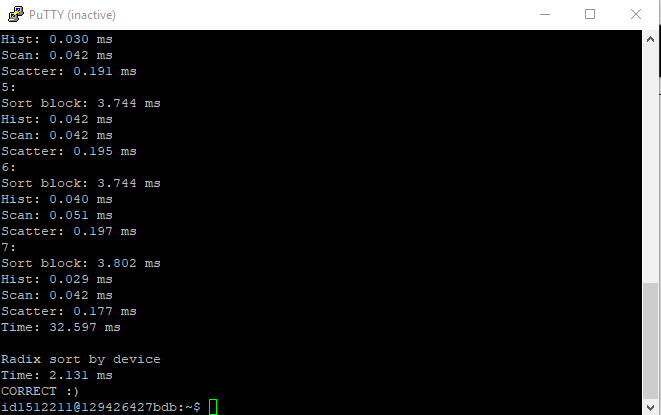 PuTTY (inactive)
Hist: 0.030 ms
Scan: 0.042 ms
Scatter: 0.191 ms
5:
Sort block: 3.744 ms
Hist: 0.042 ms
Scan: 0.042 ms
Scatter: 0.195 ms
6:
Sort block: 3.744 ms
Hist: 0.040 ms
Scan: 0.051 ms
Scatter: 0.197 ms
7:
Sort block: 3.802 ms
Hist: 0.029 ms
Scan: 0.042 ms
Scatter: 0.177 ms
Time: 32.597 ms
Radix sort by device
Time: 2.131 ms
CORRECT :)
id1512211@129426427bdb:~$